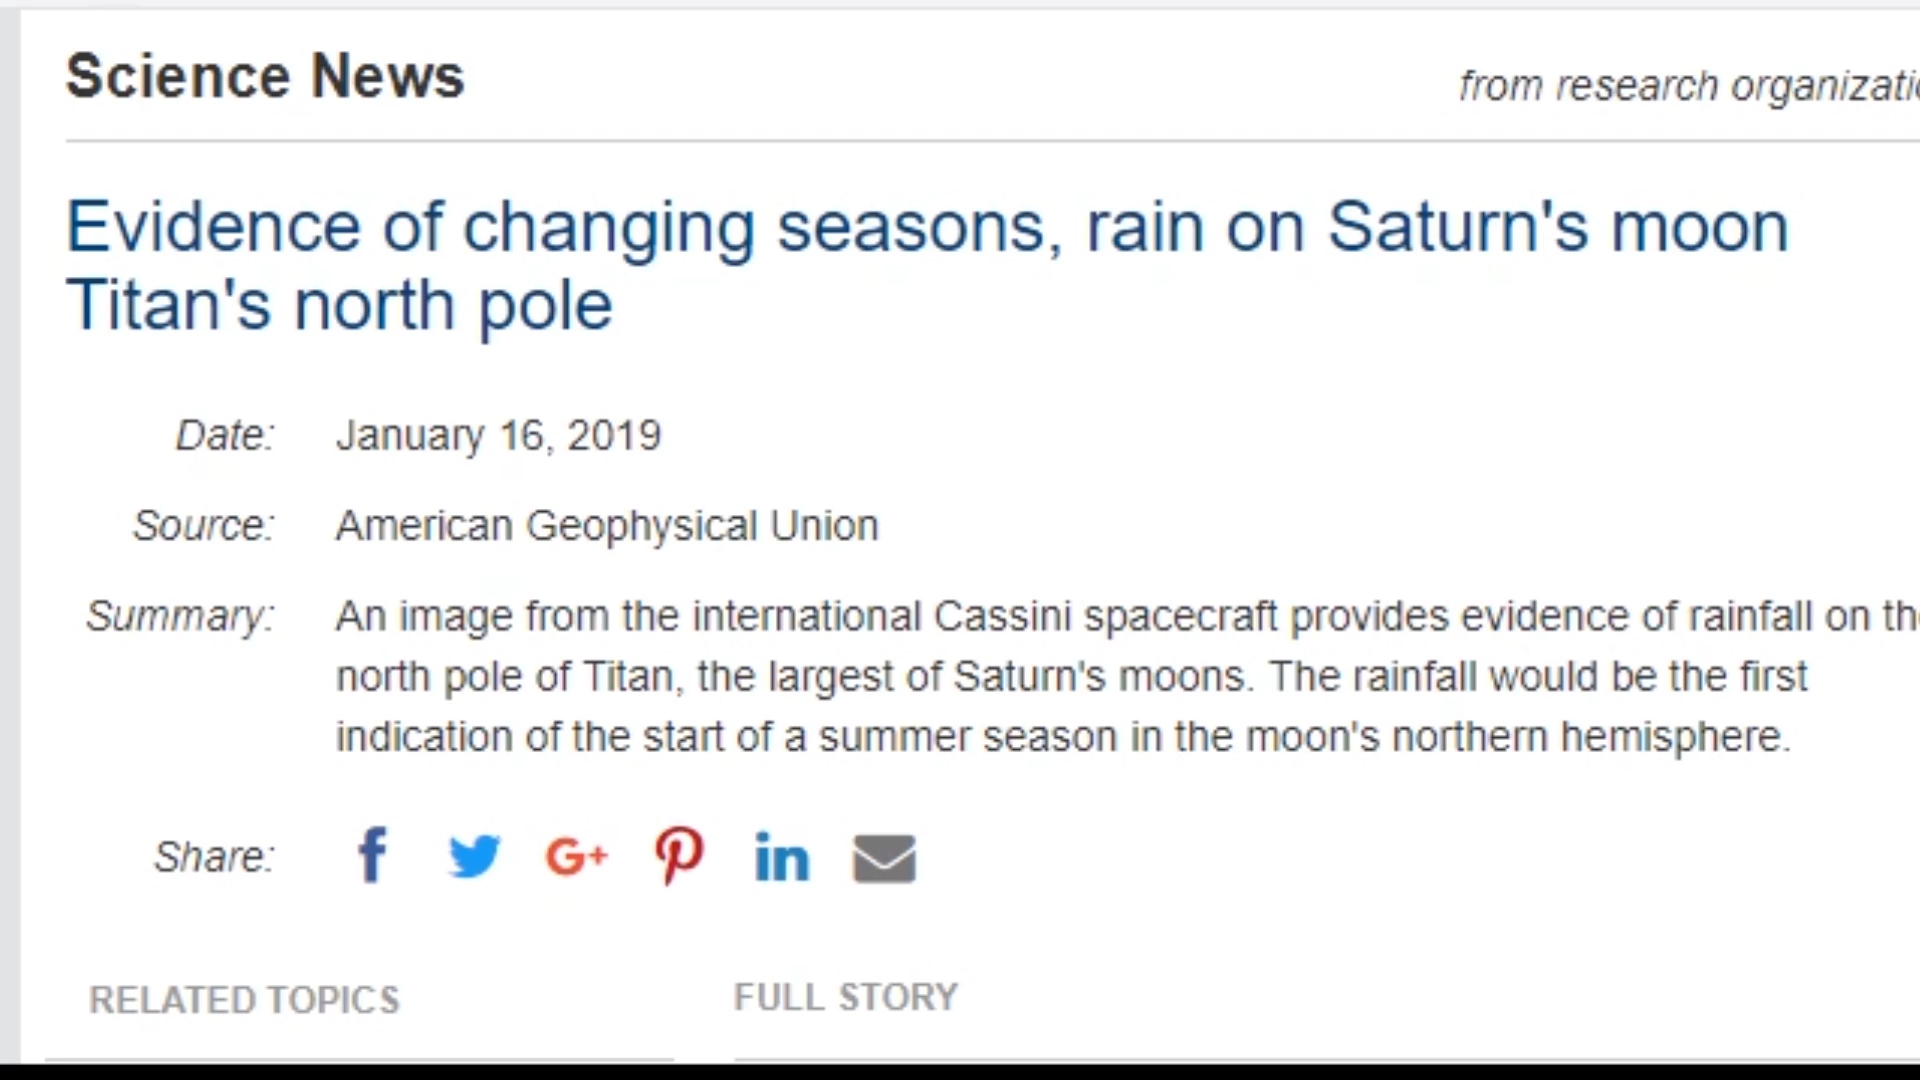 Science News
from research
Evidence of changing seasons, rain on Saturn's moon
Titan's north pole
Date: January 16, 2019
Source: American Geophysical Union
Summary: An image from the international Cassini spacecraft provides evidence of rainfall on
north pole of Titan, the largest of Saturn's moons. The rainfall would be the first
indication of the start of a summer season in the moon's northern hemisphere.
Share: f G+ in
RELATED TOPICS
FULL STORY